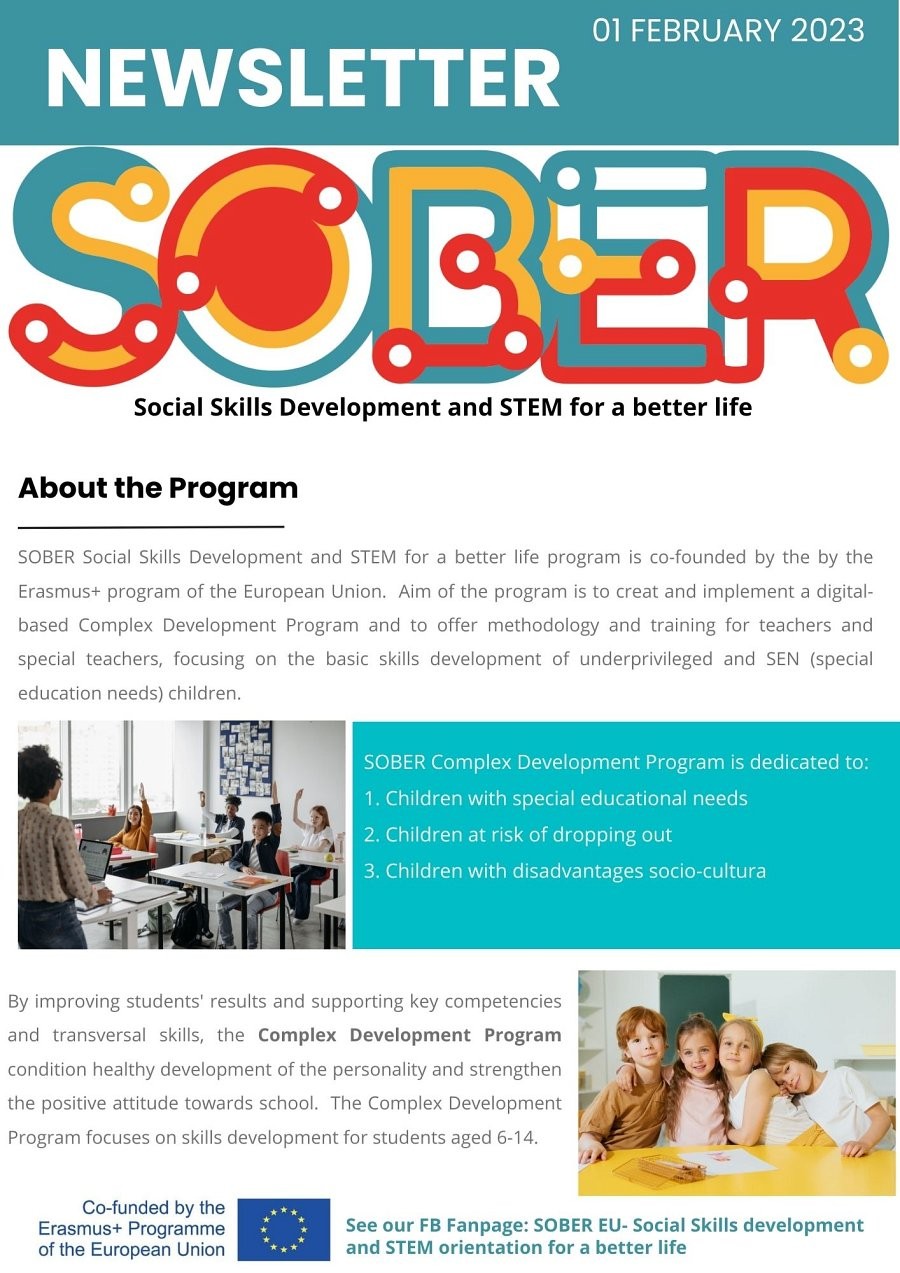 01 FEBRUARY 2023
NEWSLETTER
SOBER
Social Skills Development and STEM for a better life
About the Program
SOBER Social Skills Development and STEM for a better life program is co-founded by the by the
Erasmus+ program of the European Union. Aim of the program is to creat and implement a digital-
based Complex Development Program and to offer methodology and training for teachers and
special teachers, focusing on the basic skills development of underprivileged and SEN (special
education needs) children.
SOBER Complex Development Program is dedicated to:
1. Children with special educational needs
2. Children at risk of dropping out
3. Children with disadvantages socio-cultura
By improving students' results and supporting key competencies
and transversal skills, the Complex Development Program
condition healthy development of the personality and strengthen
the positive attitude towards school. The Complex Development
Program focuses on skills development for students aged 6-14.
Co-funded by the
Erasmus+ Programme
of the European Union
See our FB Fanpage: SOBER EU- Social Skills development
and STEM orientation for a better life